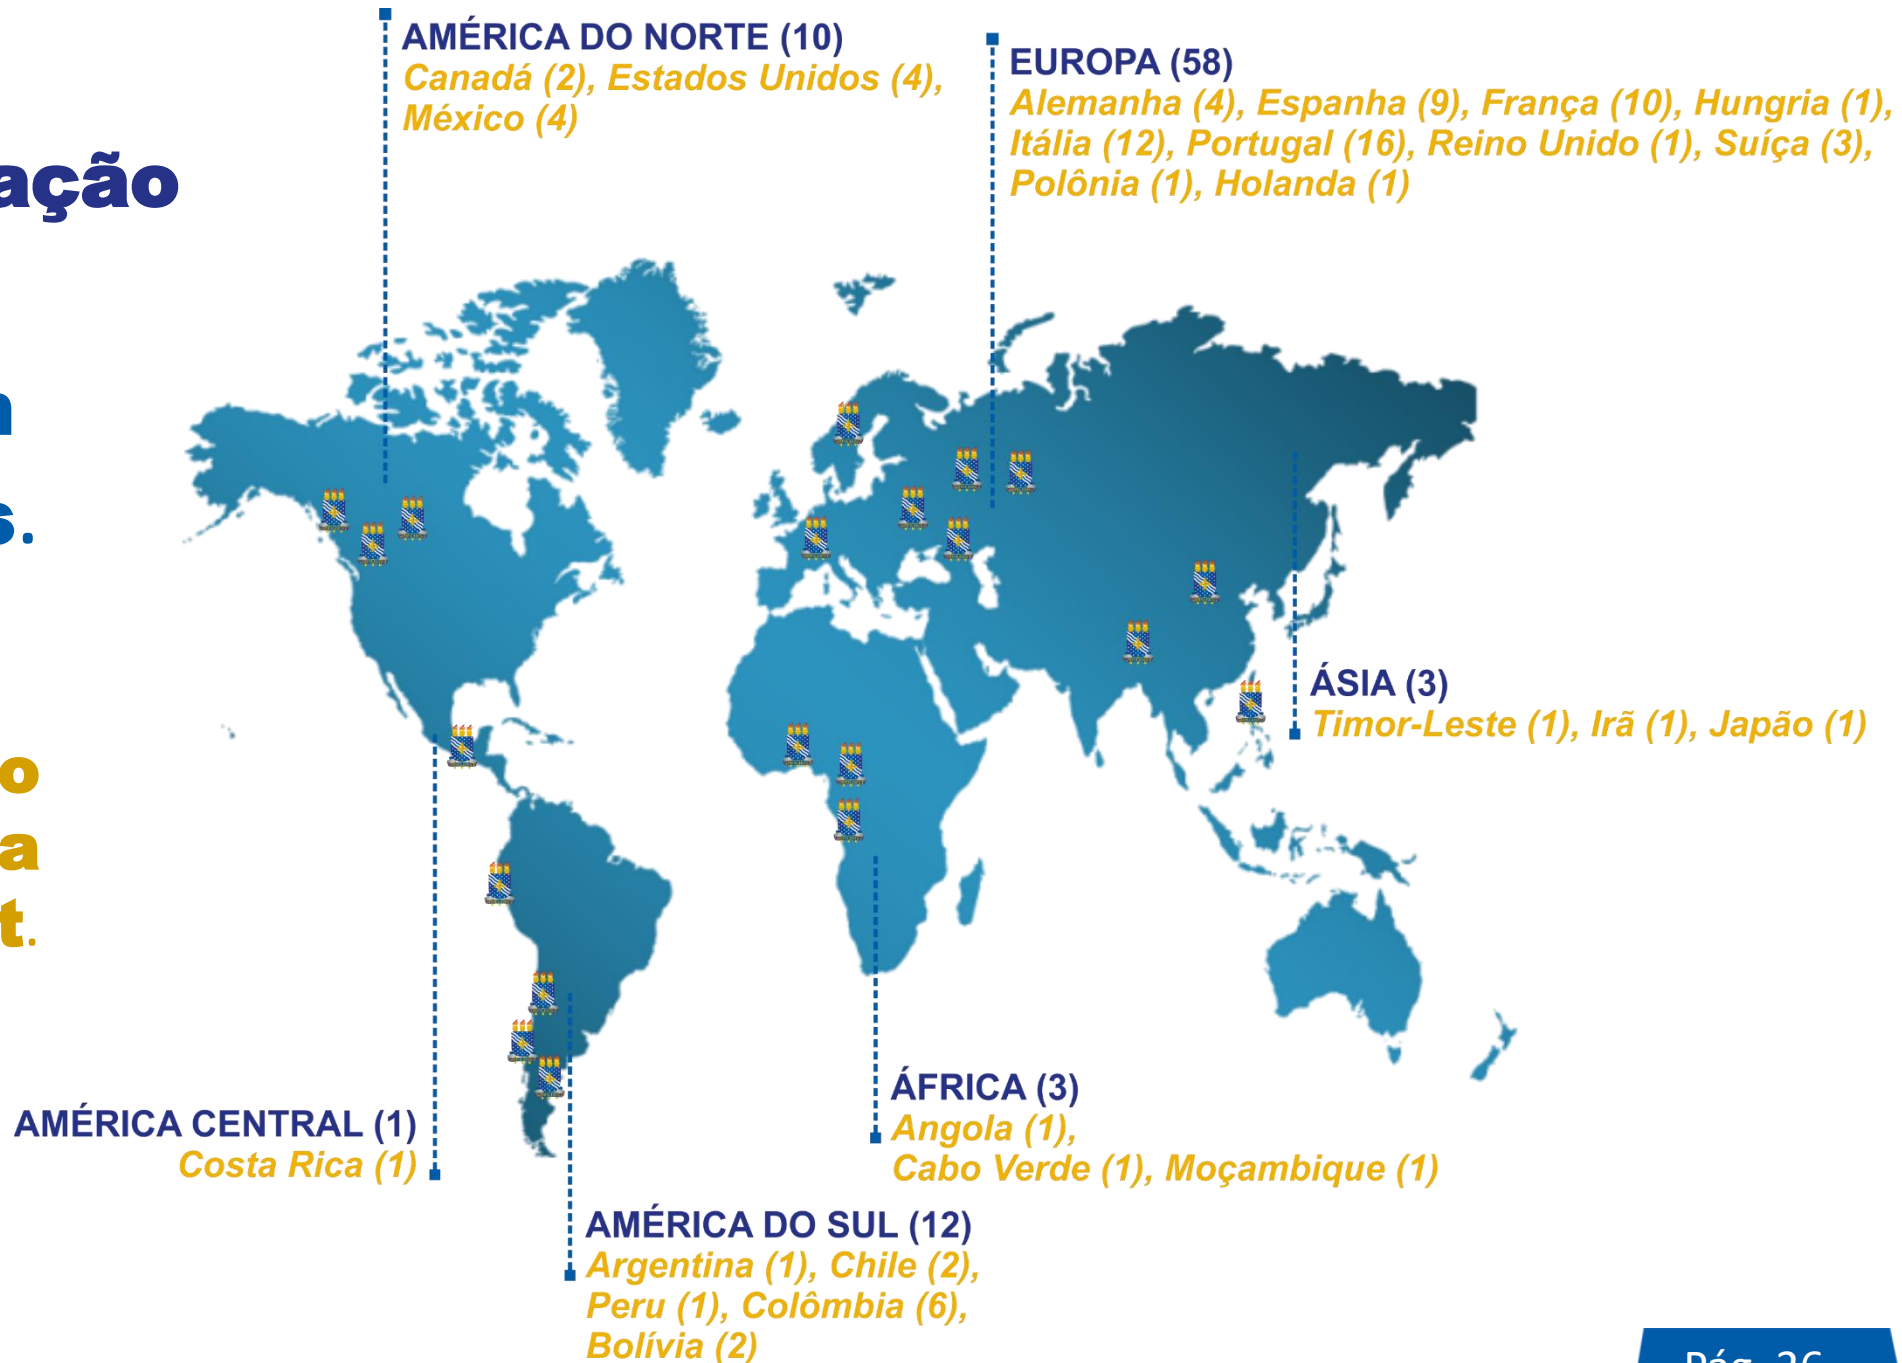 AMÉRICA DO NORTE (10)
Canadá (2), Estados Unidos (4),
México (4)
EUROPA (58)
Alemanha (4), Espanha (9), França (10), Hungria (1),
Itália (12), Portugal (16), Reino Unido (1), Suíça (3),
Polônia (1), Holanda (1)
ação
s.
o
a
t.
ÁSIA (3)
Timor-Leste (1), Irã (1), Japão (1)
ÁFRICA (3)
Angola (1),
Cabo Verde (1), Moçambique (1)
AMÉRICA CENTRAL (1)
Costa Rica (1)
AMÉRICA DO SUL (12)
Argentina (1), Chile (2),
Peru (1), Colômbia (6),
Bolívia (2)
Pág. 26